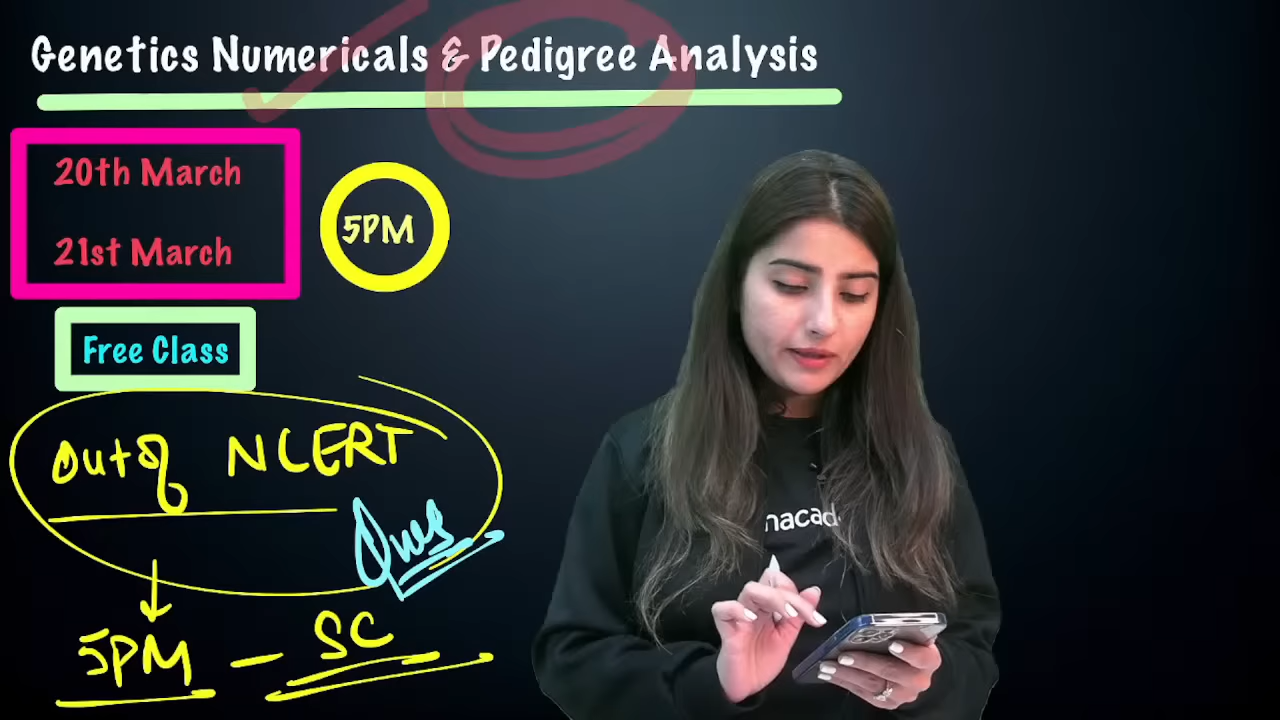 Genetics Numericals & Pedigree Analysis
20th March
21st March
5PM
Free Class
Out of NCERT
Ques
5PM - SC
nacad